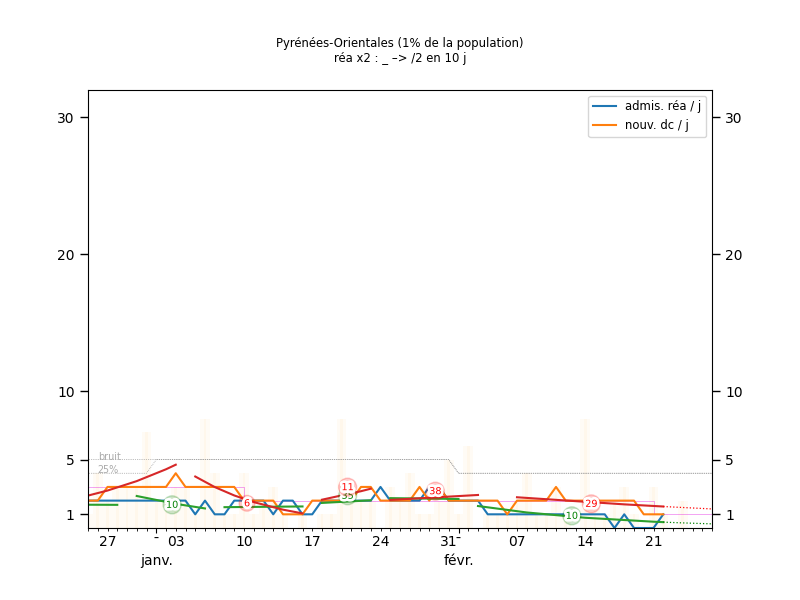 Pyrénées-Orientales (1% de la population)
réa x2 : _ –> /2 en 10 j
admis. réa / j
nouv. dc / j
30 30
20 20
10 10
5 5
1 1
bruit
25%
10 6 11 35 38 10 29
27 - 03 10 17 24 31 - 07 14 21
janv. févr.